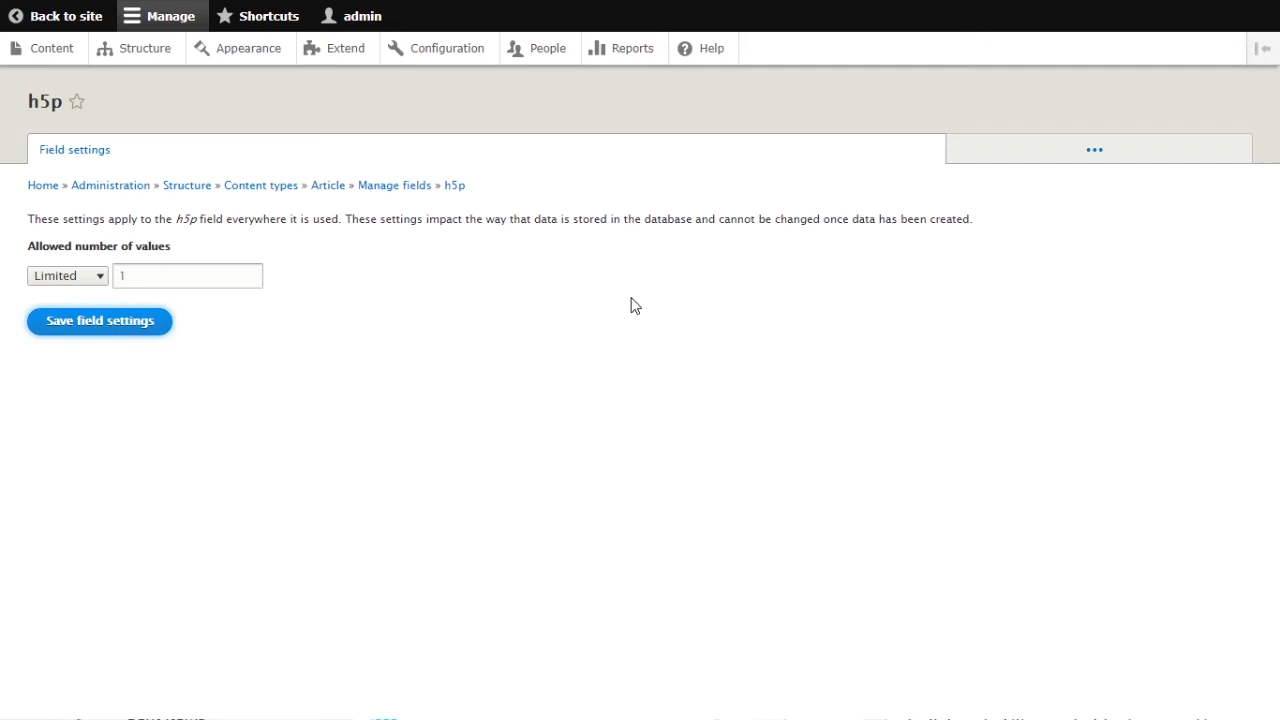 Back to site Manage Shortcuts admin
Content Structure Appearance Extend Configuration People Reports Help
h5p
Field settings •••
Home » Administration » Structure » Content types » Article » Manage fields » h5p
These settings apply to the h5p field everywhere it is used. These settings impact the way that data is stored in the database and cannot be changed once data has been created.
Allowed number of values
Limited 1
Save field settings